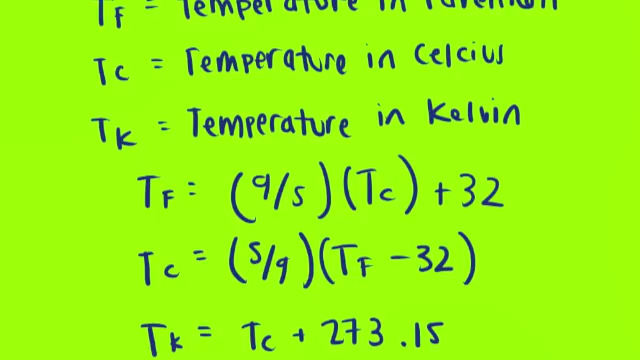 TF = Temperature in
Tc = Temperature in Celcius
TK = Temperature in Kelvin
TF = (9/5)(Tc) + 32
Tc = (5/9)(TF - 32)
TK = Tc + 273.15